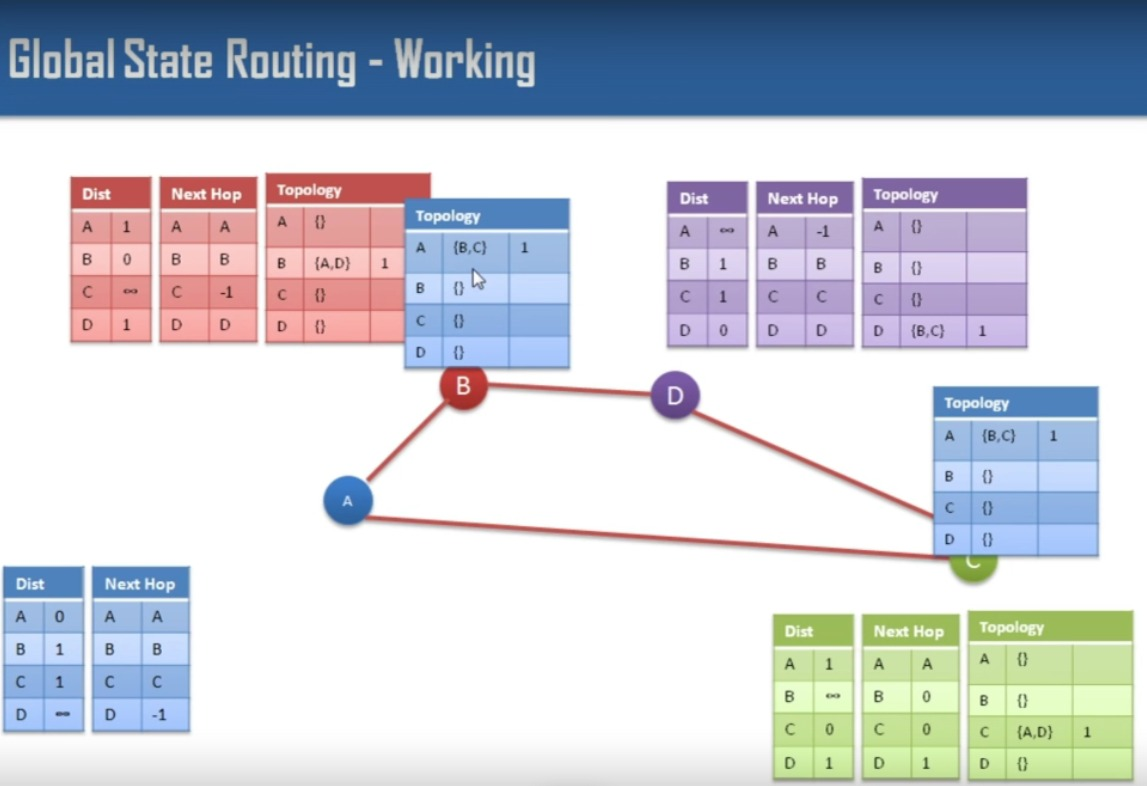 Global State Routing - Working
Dist
A 1
B 0
C ∞
D 1
Next Hop
A A
B B
C -1
D D
Topology
A {}
B {A,D} 1
C {}
D {}
Topology
A {B,C} 1
B {}
C {}
D {}
Dist
A ∞
B 1
C 1
D 0
Next Hop
A -1
B B
C C
D D
Topology
A {}
B {}
C {}
D {B,C} 1
B
D
A
C
Topology
A {B,C} 1
B {}
C {}
D {}
Dist
A 0
B 1
C 1
D ∞
Next Hop
A A
B B
C C
D -1
Dist
A 1
B ∞
C 0
D 1
Next Hop
A A
B 0
C 0
D 1
Topology
A {}
B {}
C {A,D} 1
D {}